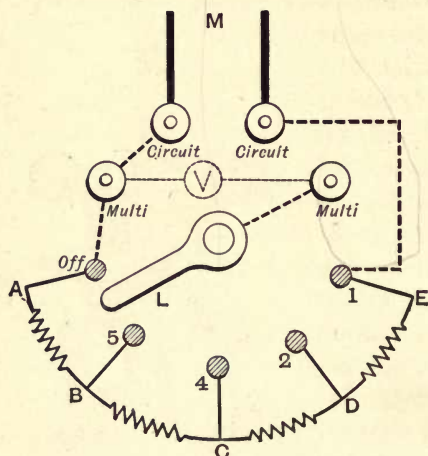 M
Circuit Circuit
V
Multi Multi
Off
A L 1 E
5 2
4
B D
C